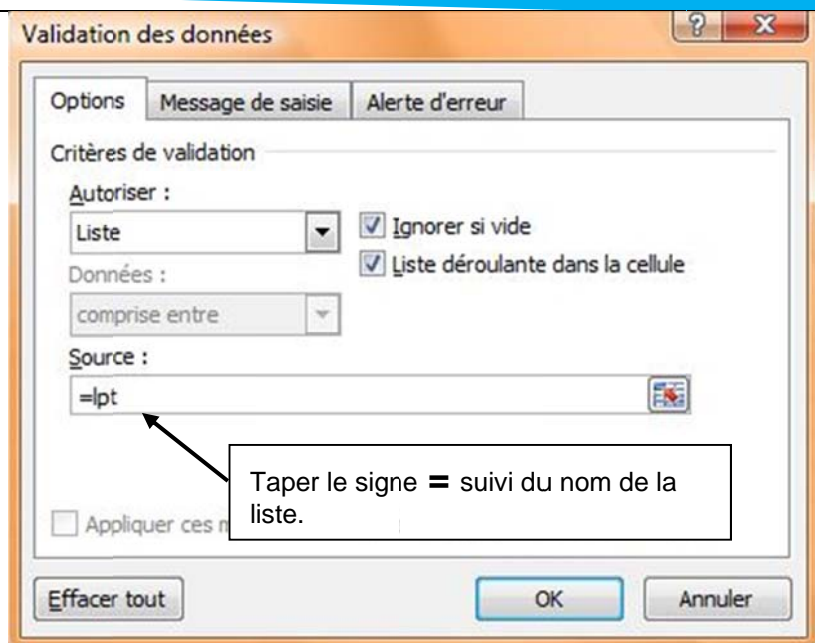 Validation des données
Options Message de saisie Alerte d'erreur
Critères de validation
Autoriser :
Liste
Ignorer si vide
Liste déroulante dans la cellule
Données :
comprise entre
Source :
=lpt
Taper le signe = suivi du nom de la
liste.
Appliquer ces
Effacer tout OK Annuler